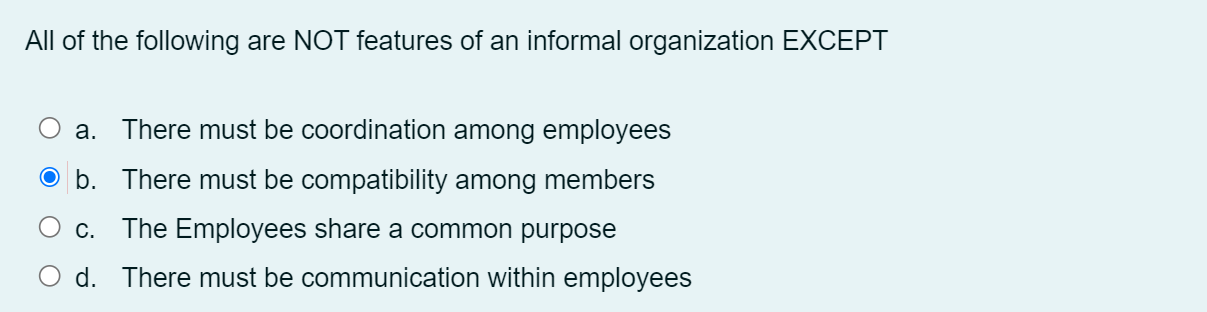 All of the following are NOT features of an informal organization EXCEPT
a. There must be coordination among employees
b. There must be compatibility among members
c. The Employees share a common purpose
d. There must be communication within employees